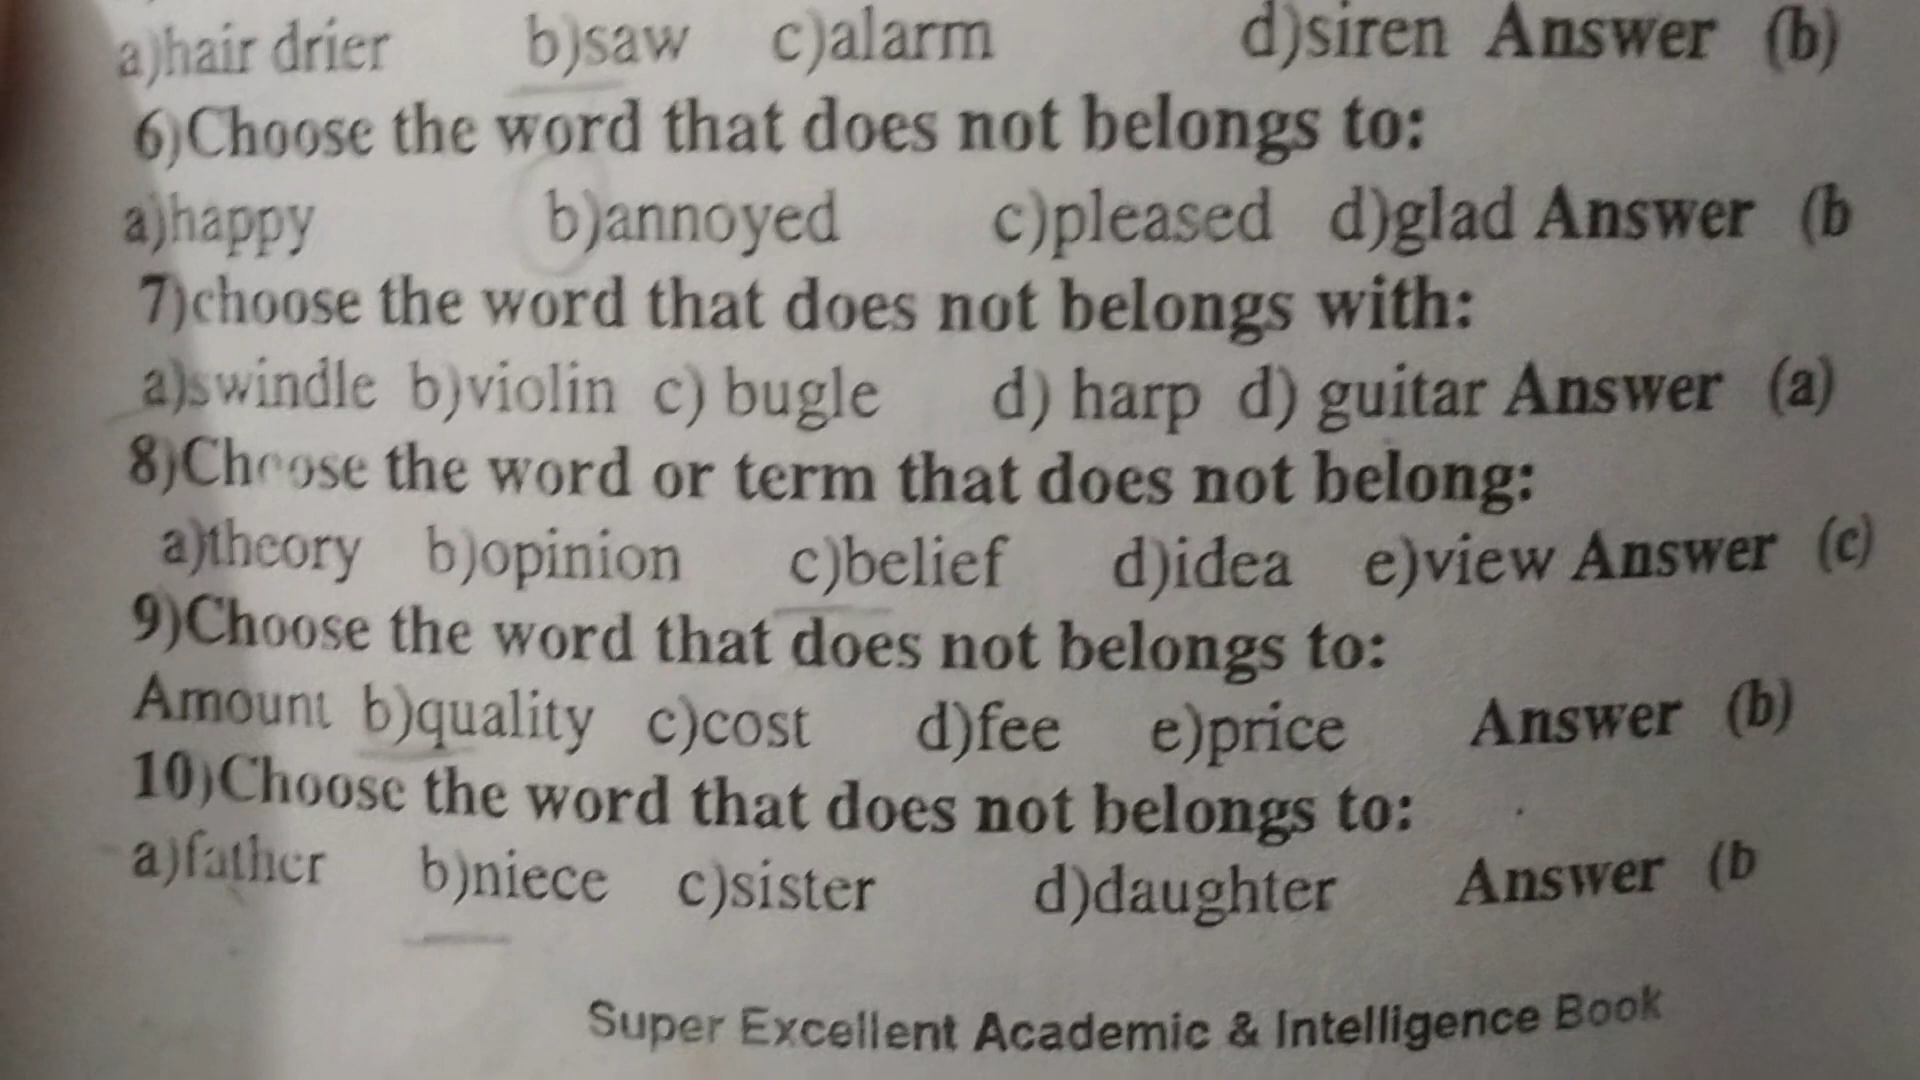 a)hair drier b)saw c)alarm d)siren Answer (b)
6)Choose the word that does not belongs to:
a)happy b)annoyed c)pleased d)glad Answer (b
7)choose the word that does not belongs with:
a)swindle b)violin c) bugle d) harp d) guitar Answer (a)
8)Choose the word or term that does not belong:
a)theory b)opinion c)belief d)idea e)view Answer (c)
9)Choose the word that does not belongs to:
Amount b)quality c)cost d)fee e)price Answer (b)
10)Choose the word that does not belongs to:
a)father b)niece c)sister d)daughter Answer (b
Super Excellent Academic & Intelligence Book